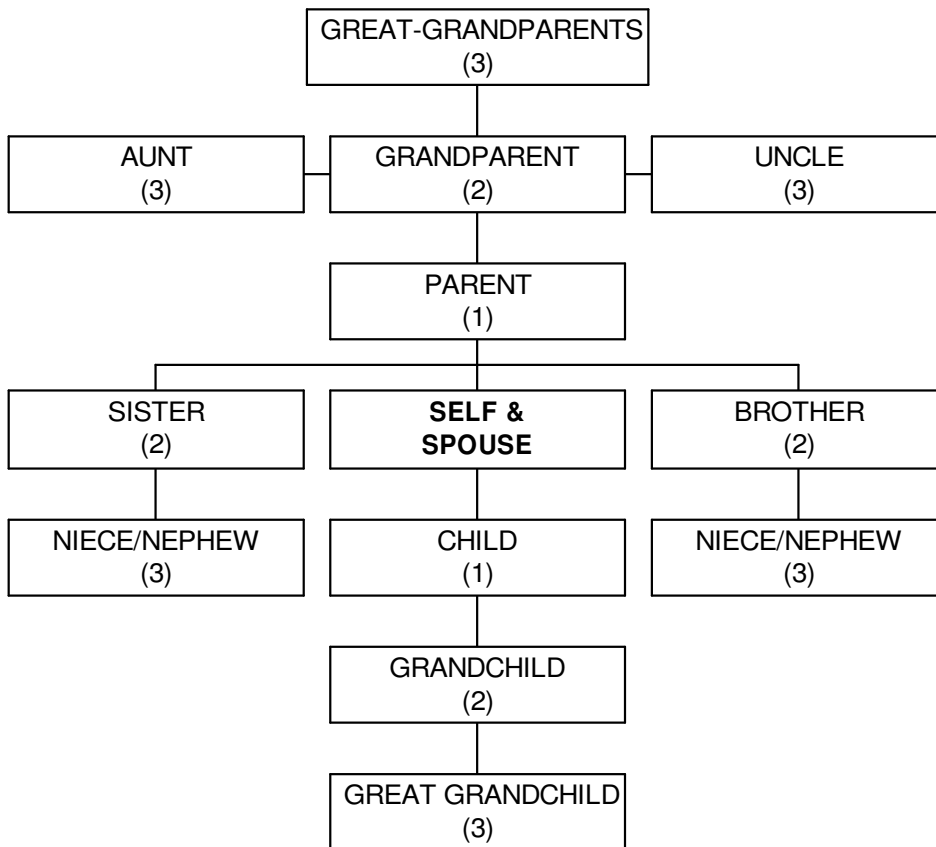 GREAT-GRANDPARENTS
(3)
AUNT
(3)
GRANDPARENT
(2)
UNCLE
(3)
PARENT
(1)
SISTER
(2)
SELF &
SPOUSE
BROTHER
(2)
NIECE/NEPHEW
(3)
CHILD
(1)
NIECE/NEPHEW
(3)
GRANDCHILD
(2)
GREAT GRANDCHILD
(3)